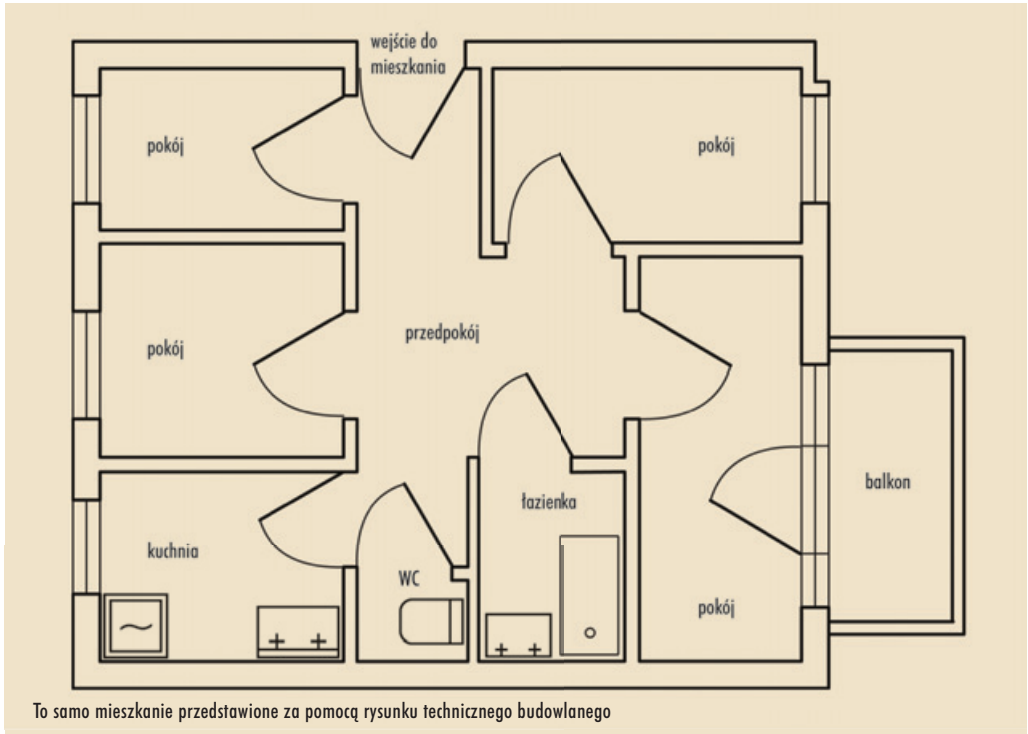 wejście do
mieszkania
pokój
pokój
pokój
przedpokój
łazienka
balkon
kuchnia
WC
pokój
To samo mieszkanie przedstawione za pomocą rysunku technicznego budowlanego